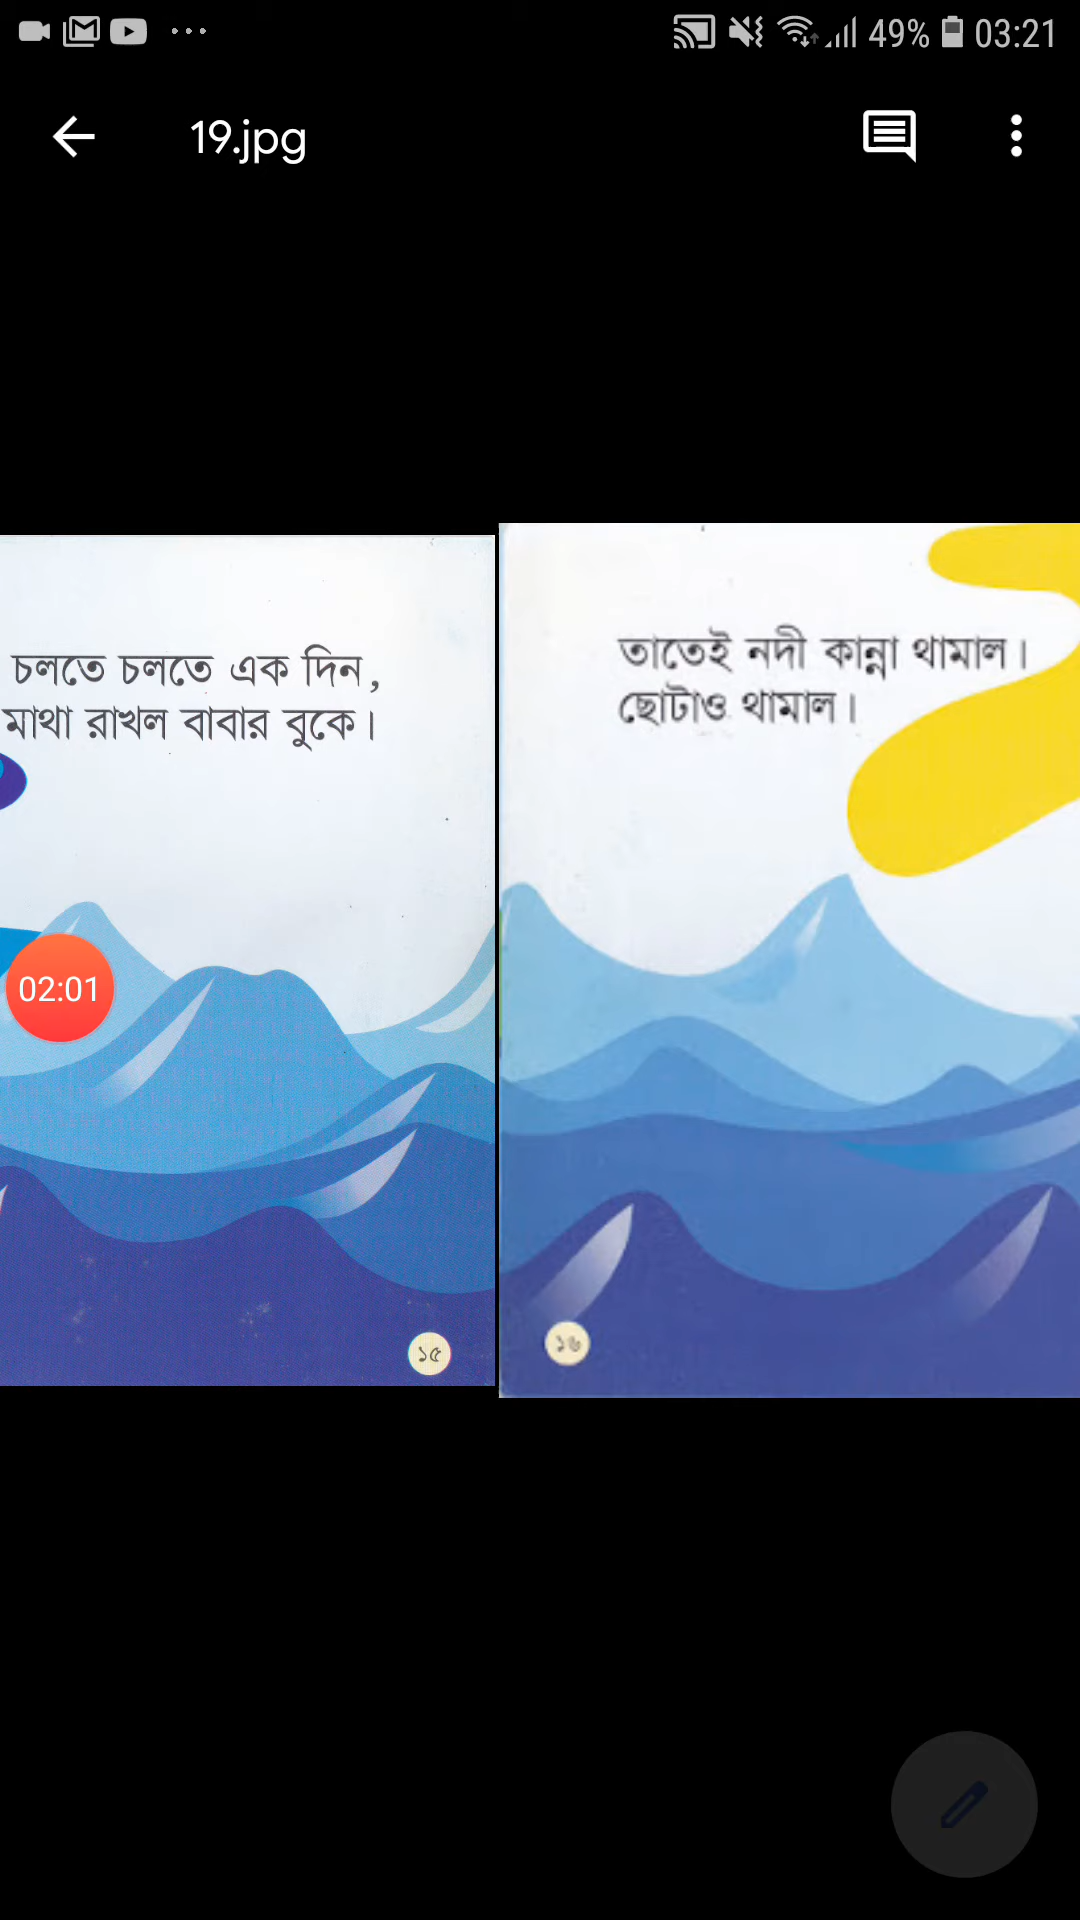 49% 03:21
19.jpg
চলতে চলতে এক দিন,
মাথা রাখল বাবার বুকে।
02:01
১৫
তাতেই নদী কান্না থামাল।
ছোটাও থামাল।
১৬